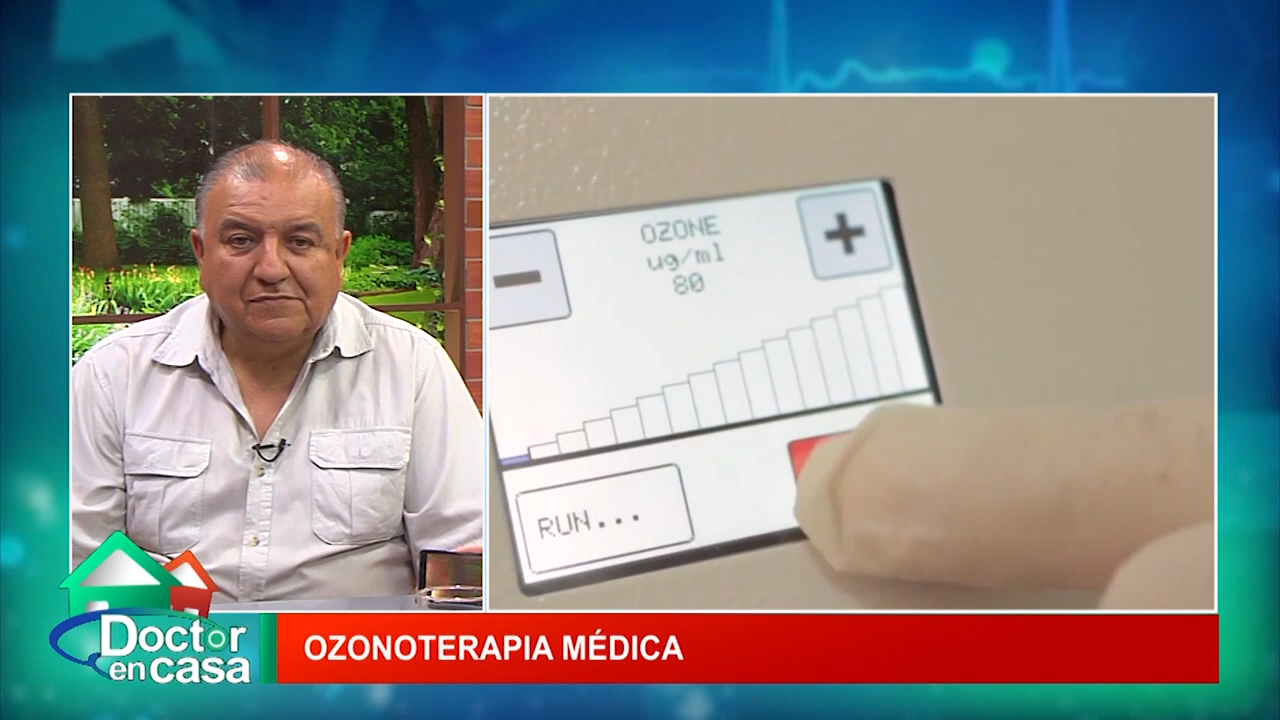 OZONE
ug/ml
80
−
+
RUN...
Doctor
en casa
OZONOTERAPIA MÉDICA